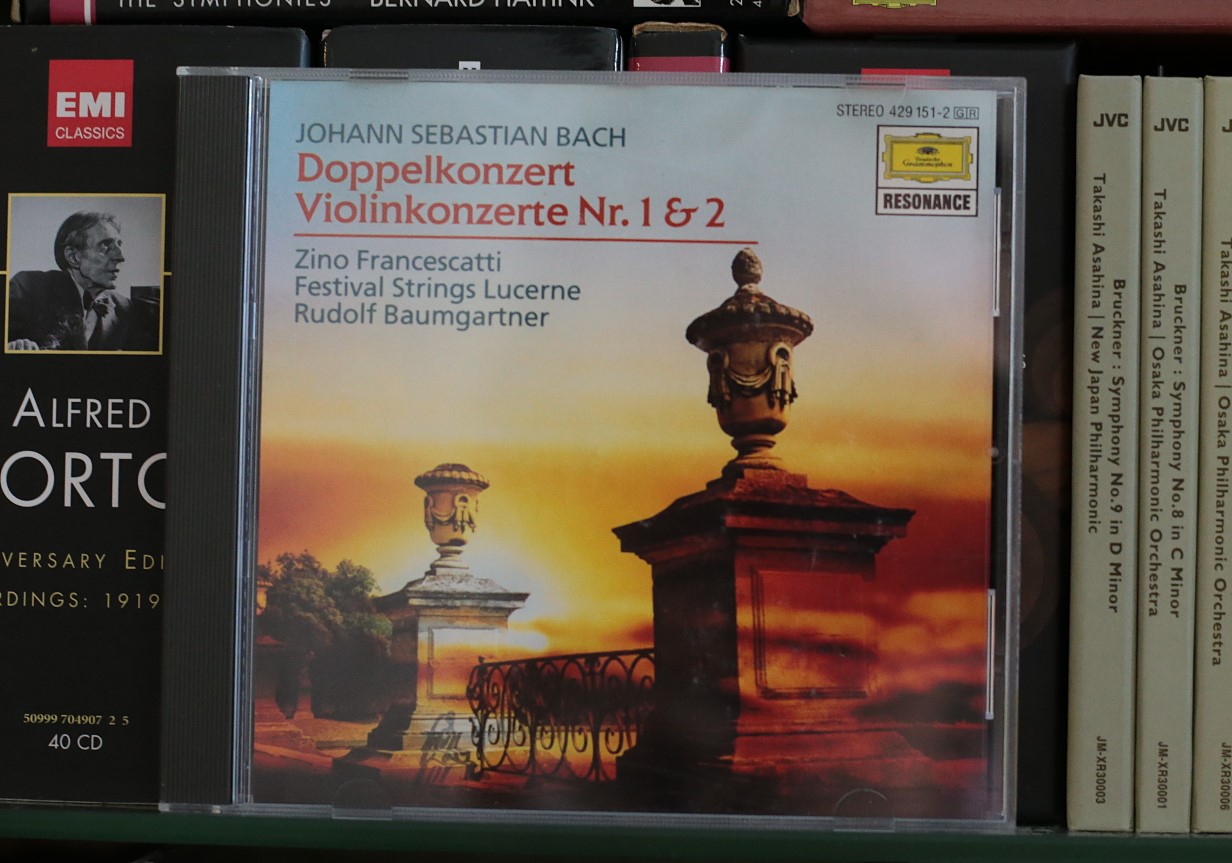 THE SYMPHONIES BERNARD HAITINK
EMI
CLASSICS
ALFRED
ORTO
VERSARY EDI
RDINGS: 1919
50999 704907 2 5
40 CD
STEREO 429 151-2 GR
JOHANN SEBASTIAN BACH
Doppelkonzert
Violinkonzerte Nr. 1 & 2
Zino Francescatti
Festival Strings Lucerne
Rudolf Baumgartner
Deutsche
Grammophon
RESONANCE
JVC
Bruckner : Symphony No.9 in D Minor
Takashi Asahina | New Japan Philharmonic
JM-XR30003
JVC
Bruckner : Symphony No.8 in C Minor
Takashi Asahina | Osaka Philharmonic Orchestra
JM-XR30001
Takashi Asahina | Osaka Philharmonic Orchestra
JM-XR30006